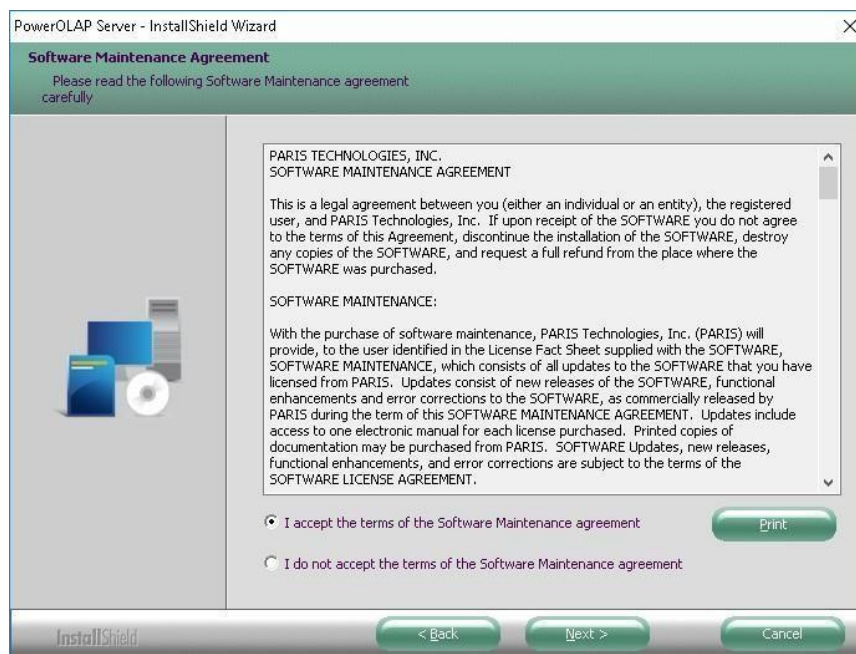 PowerOLAP Server - InstallShield Wizard
Software Maintenance Agreement
Please read the following Software Maintenance agreement
carefully
PARIS TECHNOLOGIES, INC.
SOFTWARE MAINTENANCE AGREEMENT
This is a legal agreement between you (either an individual or an entity), the registered
user, and PARIS Technologies, Inc.  If upon receipt of the SOFTWARE you do not agree
to the terms of this Agreement, discontinue the installation of the SOFTWARE, destroy
any copies of the SOFTWARE, and request a full refund from the place where the
SOFTWARE was purchased.
SOFTWARE MAINTENANCE:
With the purchase of software maintenance, PARIS Technologies, Inc. (PARIS) will
provide, to the user identified in the License Fact Sheet supplied with the SOFTWARE,
SOFTWARE MAINTENANCE, which consists of all updates to the SOFTWARE that you have
licensed from PARIS.  Updates consist of new releases of the SOFTWARE, functional
enhancements and error corrections to the SOFTWARE, as commercially released by
PARIS during the term of this SOFTWARE MAINTENANCE AGREEMENT.  Updates include
access to one electronic manual for each license purchased.  Printed copies of
documentation may be purchased from PARIS.  SOFTWARE Updates, new releases,
functional enhancements, and error corrections are subject to the terms of the
SOFTWARE LICENSE AGREEMENT.
I accept the terms of the Software Maintenance agreement
Print
I do not accept the terms of the Software Maintenance agreement
InstallShield
< Back
Next >
Cancel